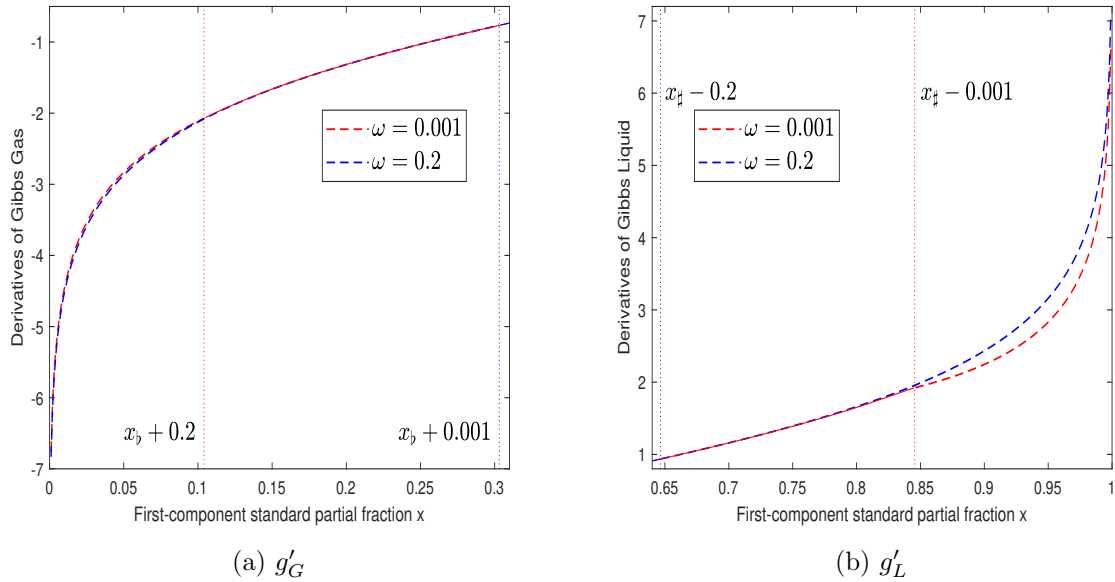 -1
-2
-3
-4
-5
-6
-7
Derivatives of Gibbs Gas
ω = 0.001
ω = 0.2
x♭ + 0.2
x♭ + 0.001
0 0.05 0.1 0.15 0.2 0.25 0.3
First-component standard partial fraction x
(a) g′G
7
6
5
4
3
2
1
Derivatives of Gibbs Liquid
x♯ − 0.2
x♯ − 0.001
ω = 0.001
ω = 0.2
0.65 0.7 0.75 0.8 0.85 0.9 0.95 1
First-component standard partial fraction x
(b) g′L